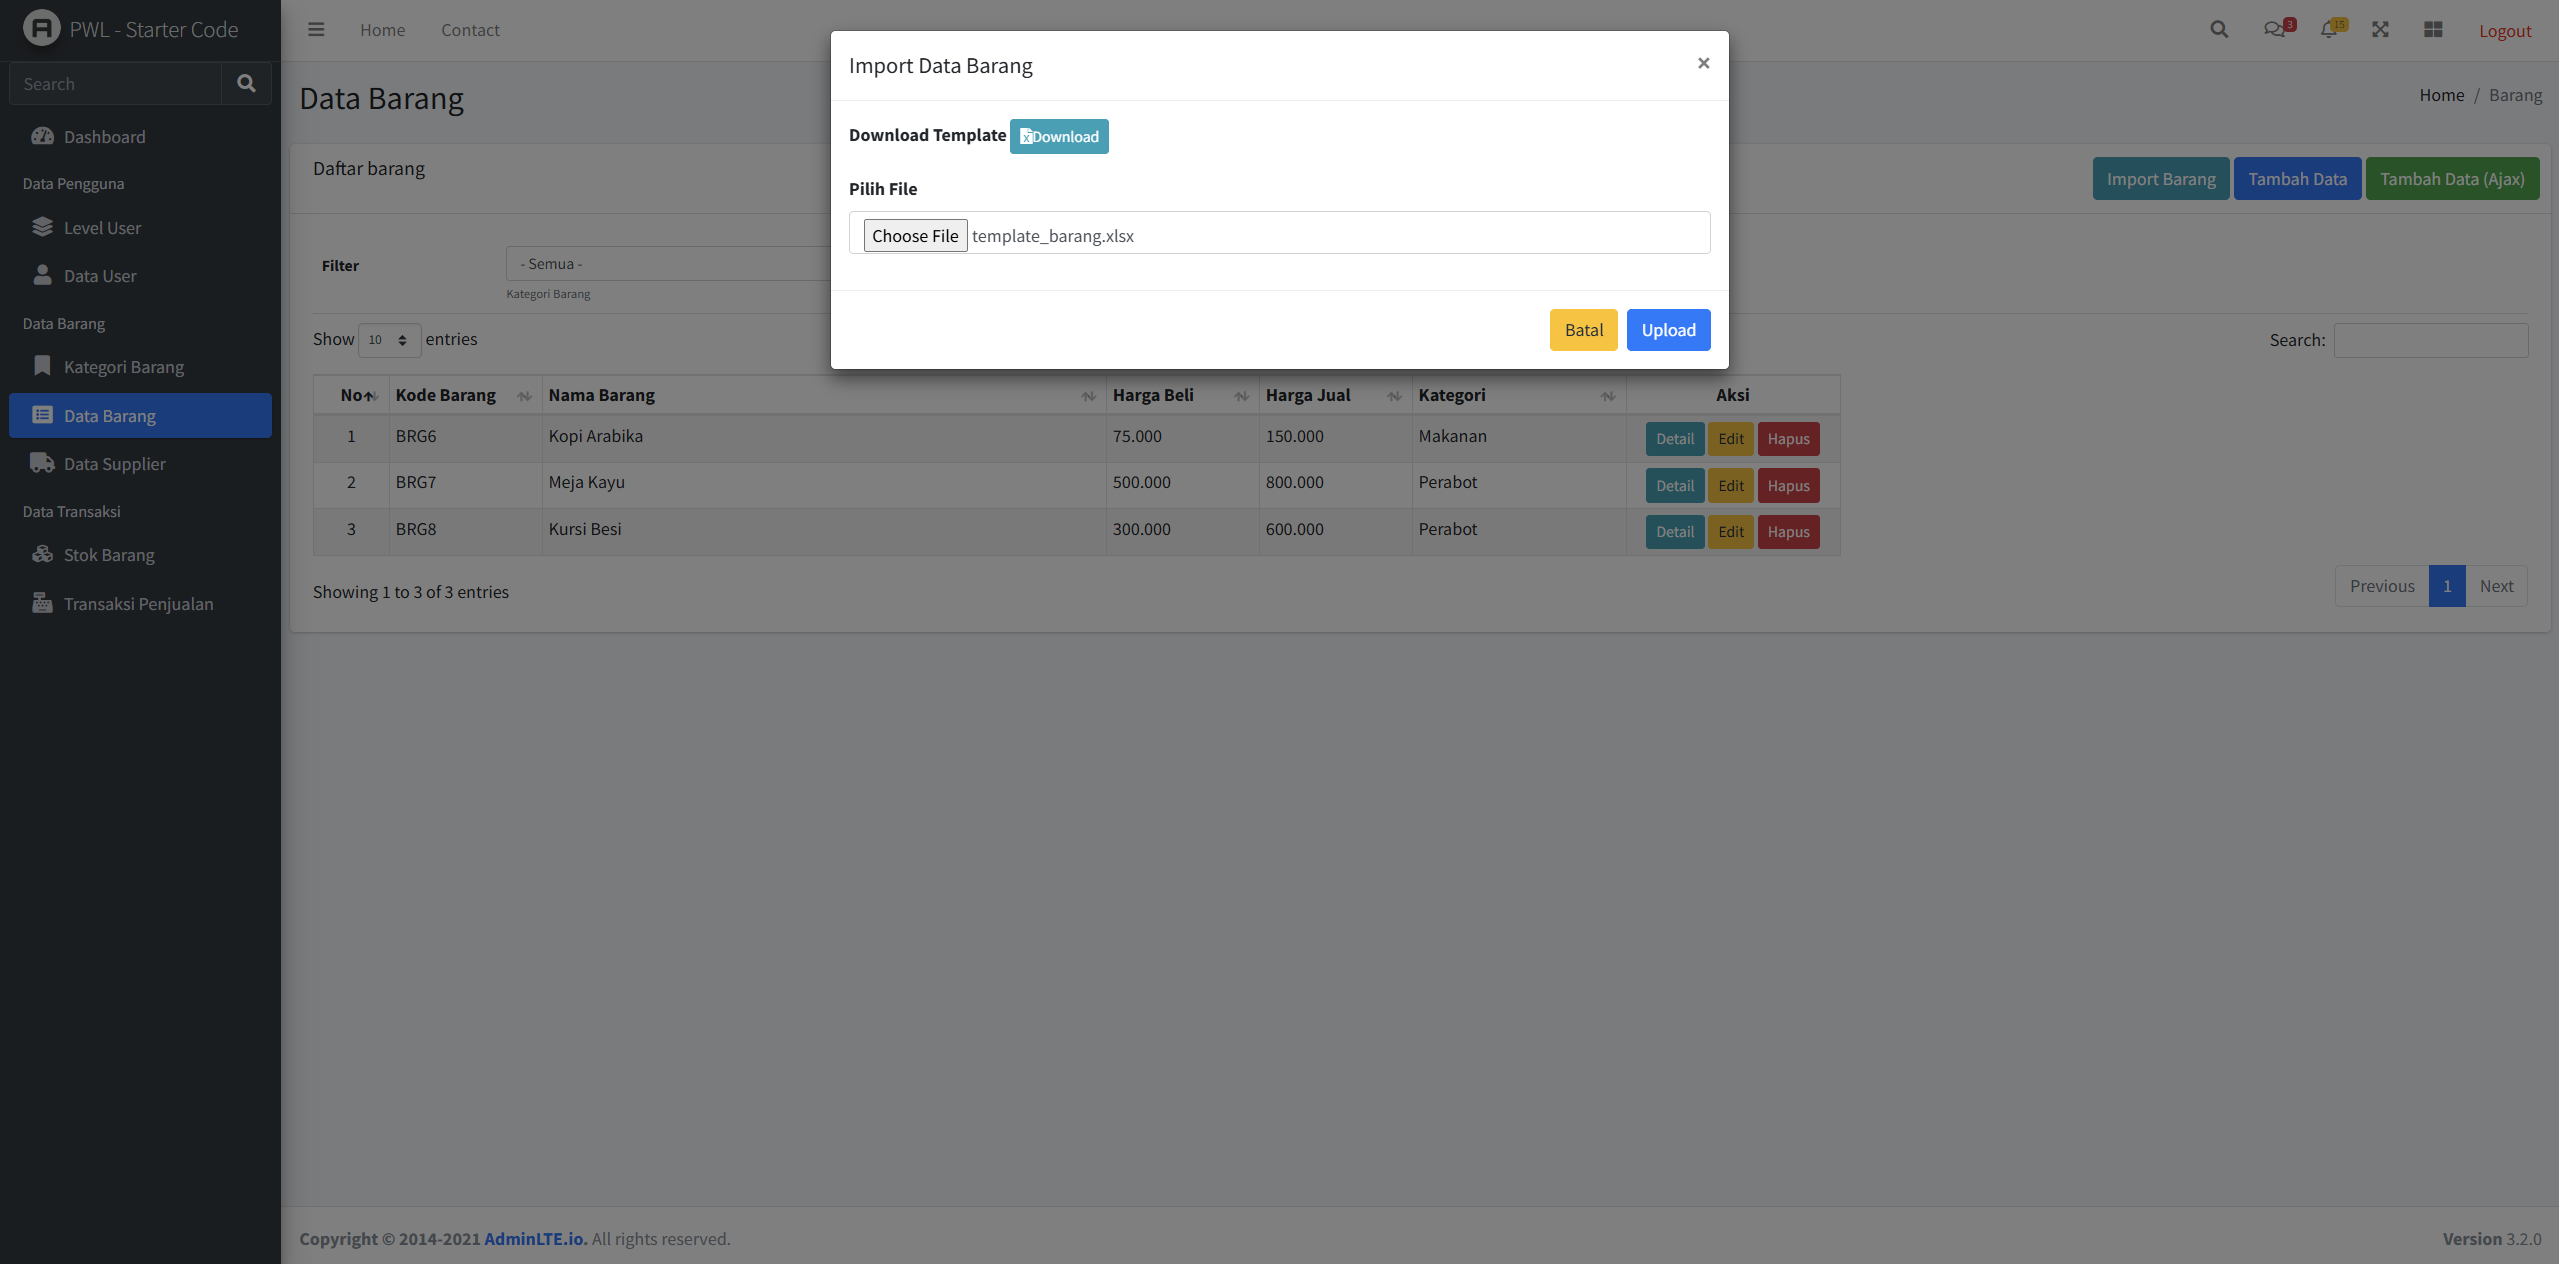 PWL - Starter Code
Search
Dashboard
Data Pengguna
Level User
Data User
Data Barang
Kategori Barang
Data Barang
Data Supplier
Data Transaksi
Stok Barang
Transaksi Penjualan
Home Contact
3 15 Logout
Data Barang
Home / Barang
Daftar barang
Import Barang Tambah Data Tambah Data (Ajax)
Filter
- Semua -
Kategori Barang
Show 10 entries
Search:
Import Data Barang ×
Download Template Download
Pilih File
Choose File template_barang.xlsx
Batal Upload
No Kode Barang Nama Barang Harga Beli Harga Jual Kategori Aksi
1 BRG6 Kopi Arabika 75.000 150.000 Makanan Detail Edit Hapus
2 BRG7 Meja Kayu 500.000 800.000 Perabot Detail Edit Hapus
3 BRG8 Kursi Besi 300.000 600.000 Perabot Detail Edit Hapus
Showing 1 to 3 of 3 entries
Previous 1 Next
Copyright © 2014-2021 AdminLTE.io. All rights reserved.
Version 3.2.0